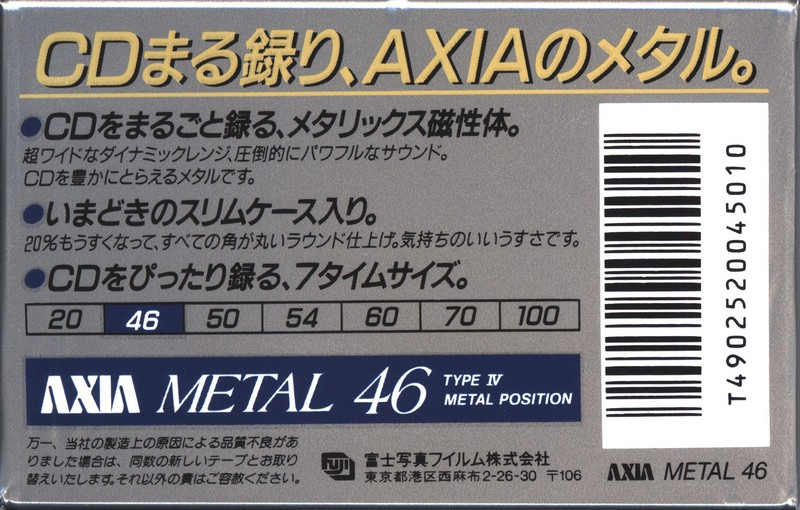 CDまる録り、AXIAのメタル。
●CDをまるごと録る、メタリックス磁性体。
超ワイドなダイナミックレンジ、圧倒的にパワフルなサウンド。
CDを豊かにとらえるメタルです。
●いまどきのスリムケース入り。
20%もうすくなって、すべての角が丸いラウンド仕上げ。気持ちのいいうすさです。
●CDをぴったり録る、7タイムサイズ。
20 46 50 54 60 70 100
AXIA METAL 46 TYPE Ⅳ
METAL POSITION
万一、当社の製造上の原因による品質不良があ
りました場合は、同数の新しいテープとお取り
替えいたします。それ以外の責はご容赦ください。
FUJI 富士写真フイルム株式会社
東京都港区西麻布2-26-30 〒106
T4902520045010
AXIA METAL 46